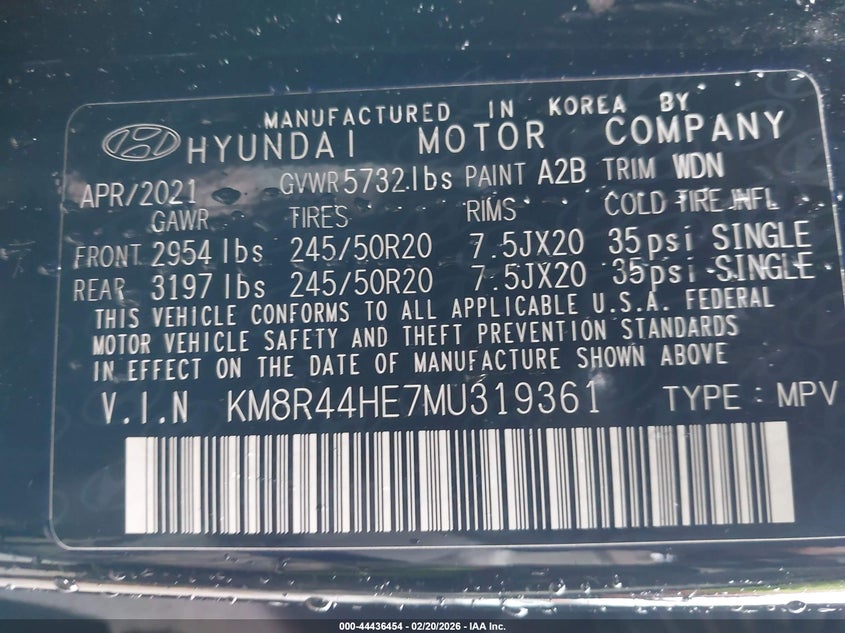 MANUFACTURED IN KOREA BY
HYUNDAI MOTOR COMPANY
APR/2021 GVWR 5732 lbs PAINT A2B TRIM WDN
GAWR TIRES RIMS COLD TIRE INFL
FRONT 2954 lbs 245/50R20 7.5JX20 35psi SINGLE
REAR 3197 lbs 245/50R20 7.5JX20 35psi SINGLE
THIS VEHICLE CONFORMS TO ALL APPLICABLE U.S.A. FEDERAL
MOTOR VEHICLE SAFETY AND THEFT PREVENTION STANDARDS
IN EFFECT ON THE DATE OF MANUFACTURE SHOWN ABOVE
V.I.N KM8R44HE7MU319361 TYPE : MPV
000-44436454 - 02/20/2026 - IAA Inc.